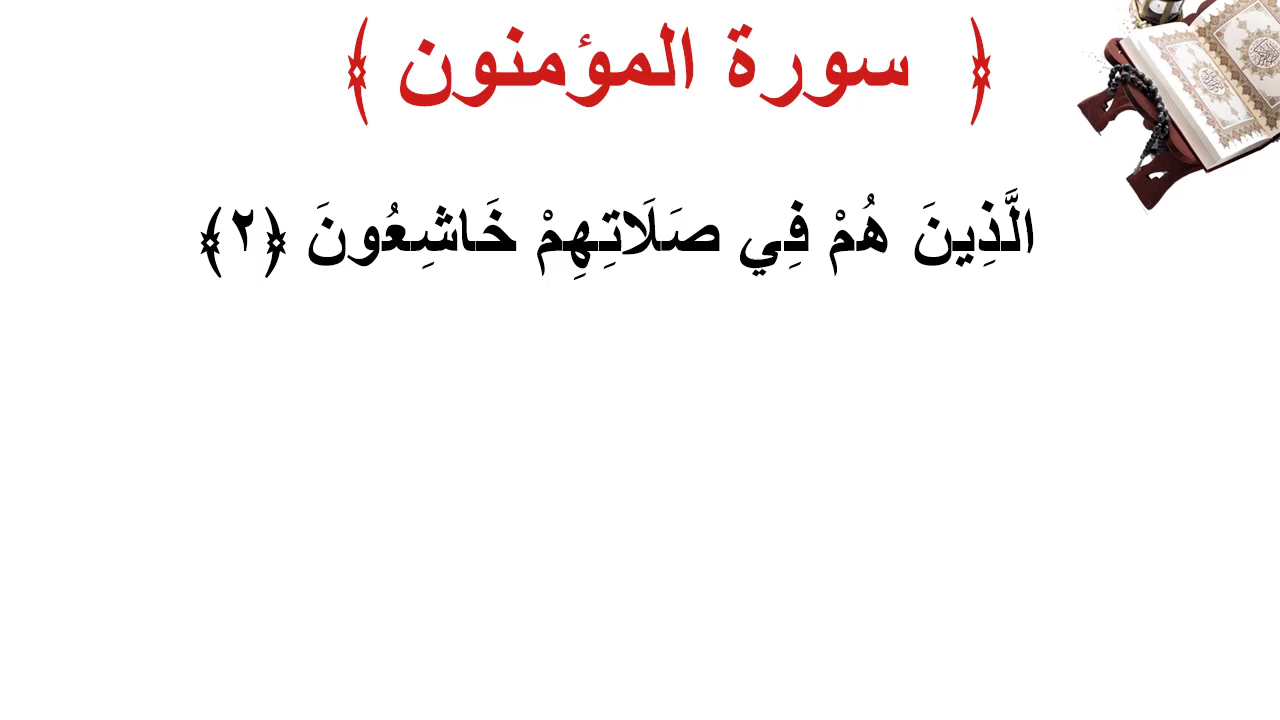 ﴿ سورة المؤمنون ﴾
الَّذِينَ هُمْ فِي صَلَاتِهِمْ خَاشِعُونَ ﴿٢﴾